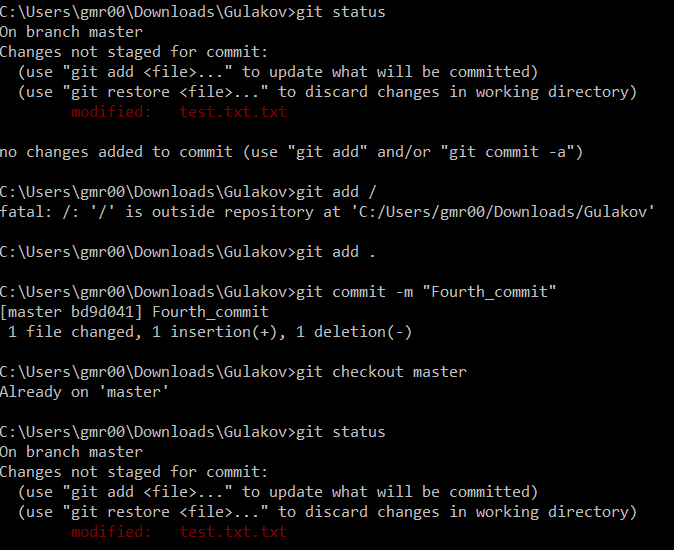 C:\Users\gmr00\Downloads\Gulakov>git status
On branch master
Changes not staged for commit:
  (use "git add <file>..." to update what will be committed)
  (use "git restore <file>..." to discard changes in working directory)
        modified:   test.txt.txt

no changes added to commit (use "git add" and/or "git commit -a")

C:\Users\gmr00\Downloads\Gulakov>git add /
fatal: /: '/' is outside repository at 'C:/Users/gmr00/Downloads/Gulakov'

C:\Users\gmr00\Downloads\Gulakov>git add .

C:\Users\gmr00\Downloads\Gulakov>git commit -m "Fourth_commit"
[master bd9d041] Fourth_commit
 1 file changed, 1 insertion(+), 1 deletion(-)

C:\Users\gmr00\Downloads\Gulakov>git checkout master
Already on 'master'

C:\Users\gmr00\Downloads\Gulakov>git status
On branch master
Changes not staged for commit:
  (use "git add <file>..." to update what will be committed)
  (use "git restore <file>..." to discard changes in working directory)
        modified:   test.txt.txt